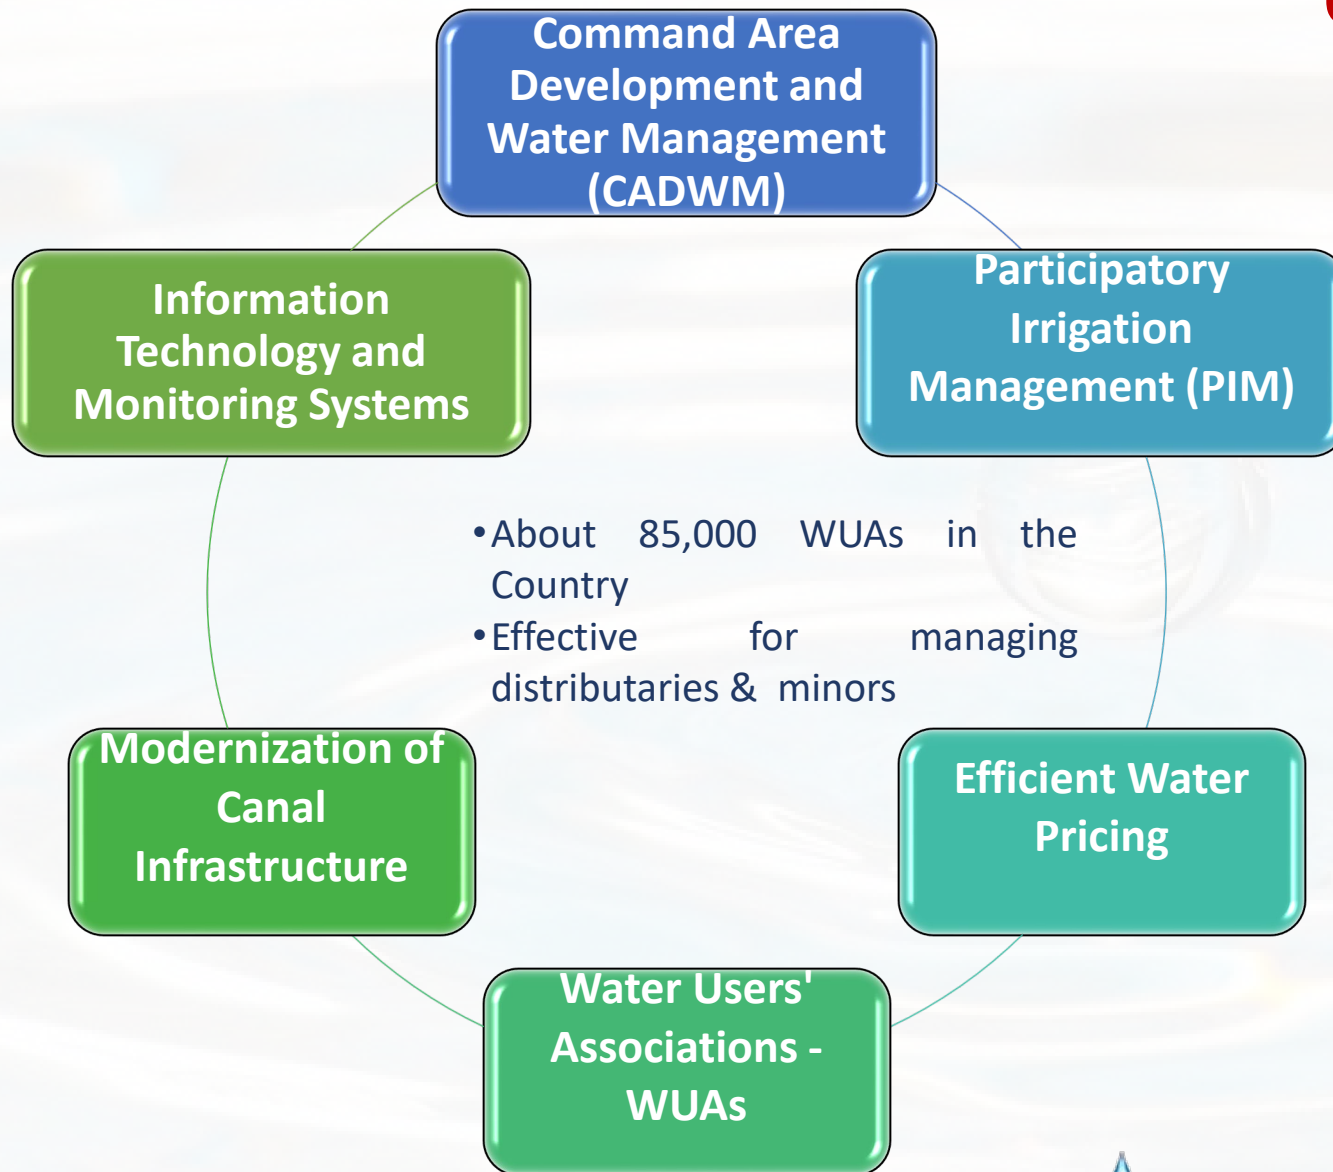 Command Area
Development and
Water Management
(CADWM)
Information
Technology and
Monitoring Systems
Participatory
Irrigation
Management (PIM)
•About 85,000 WUAs in the
Country
•Effective for managing
distributaries & minors
Modernization of
Canal
Infrastructure
Efficient Water
Pricing
Water Users'
Associations -
WUAs